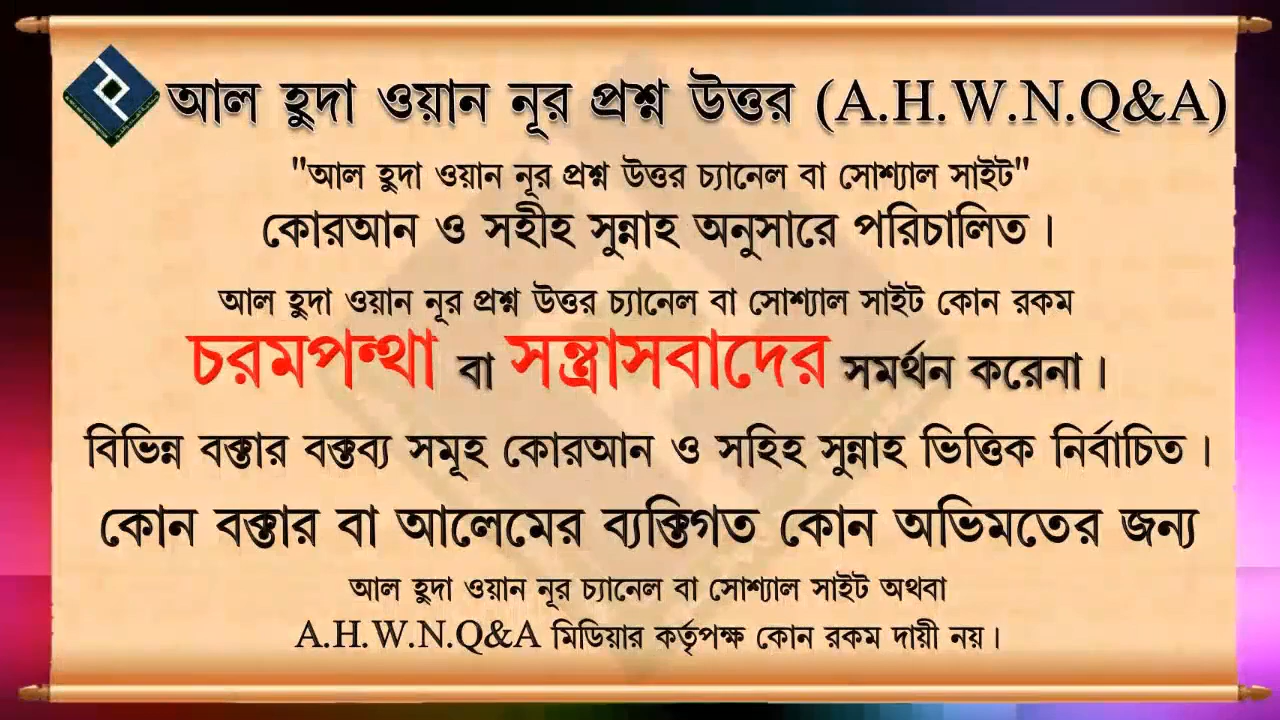 আল হুদা ওয়ান নূর প্রশ্ন উত্তর (A.H.W.N.Q&A)
"আল হুদা ওয়ান নূর প্রশ্ন উত্তর চ্যানেল বা সোশ্যাল সাইট"
কোরআন ও সহীহ সুন্নাহ অনুসারে পরিচালিত।
আল হুদা ওয়ান নূর প্রশ্ন উত্তর চ্যানেল বা সোশ্যাল সাইট কোন রকম
চরমপন্থা বা সন্ত্রাসবাদের সমর্থন করেনা।
বিভিন্ন বক্তার বক্তব্য সমূহ কোরআন ও সহিহ সুন্নাহ ভিত্তিক নির্বাচিত।
কোন বক্তার বা আলেমের ব্যক্তিগত কোন অভিমতের জন্য
আল হুদা ওয়ান নূর চ্যানেল বা সোশ্যাল সাইট অথবা
A.H.W.N.Q&A মিডিয়ার কর্তৃপক্ষ কোন রকম দায়ী নয়।